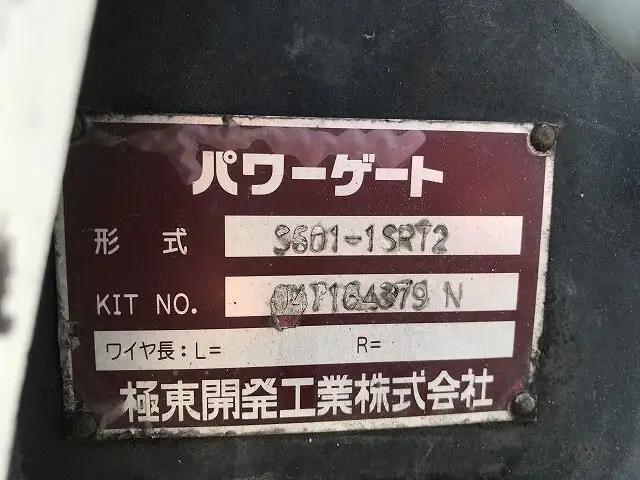 パワーゲート
形式 S601-1SRT2
KIT NO. N
ワイヤ長:L= R=
極東開発工業株式会社